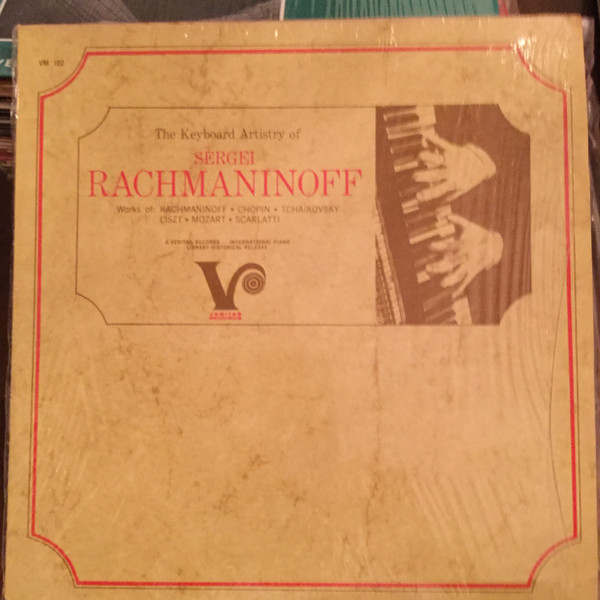 VM 102
The Keyboard Artistry of
SERGEI
RACHMANINOFF
Works of: RACHMANINOFF • CHOPIN • TCHAIKOVSKY
LISZT • MOZART • SCARLATTI
A VERITAS RECORDS INTERNATIONAL PIANO
LIBRARY HISTORICAL RELEASE
V